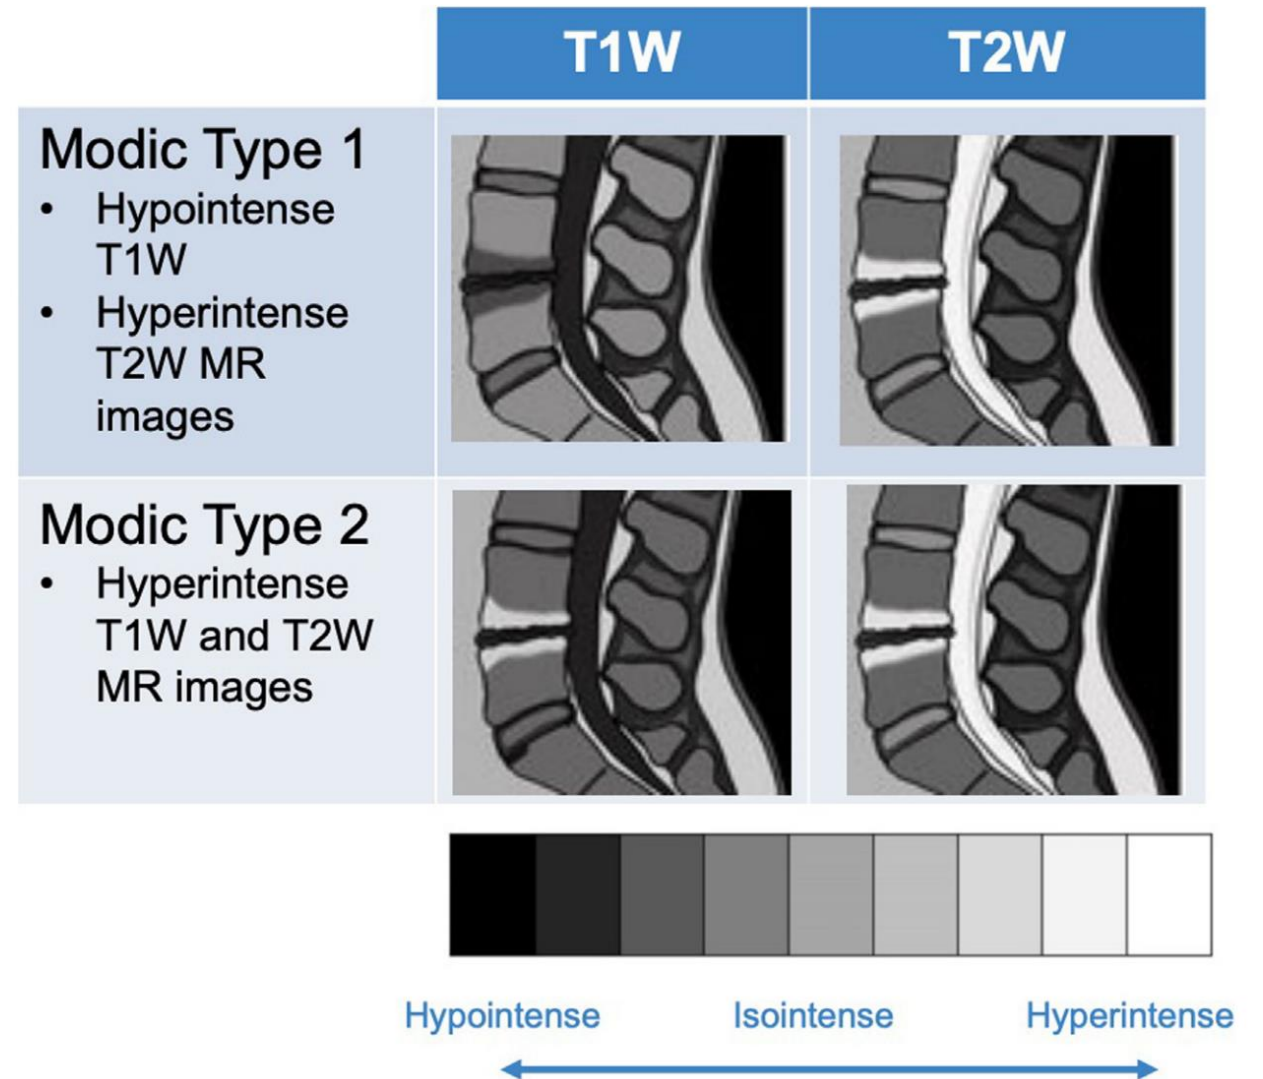 T1W
T2W
Modic Type 1
• Hypointense
T1W
• Hyperintense
T2W MR
images
Modic Type 2
• Hyperintense
T1W and T2W
MR images
Hypointense
Isointense
Hyperintense